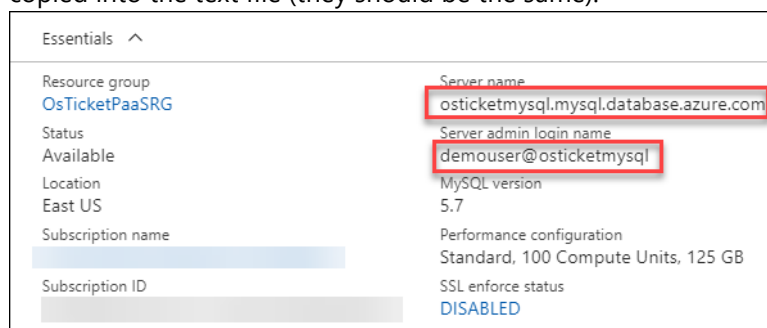 copied into the text file (they should be the same).
Essentials
Resource group
OsTicketPaaSRG
Status
Available
Location
East US
Subscription name
Subscription ID
Server name
osticketmysql.mysql.database.azure.com
Server admin login name
demouser@osticketmysql
MySQL version
5.7
Performance configuration
Standard, 100 Compute Units, 125 GB
SSL enforce status
DISABLED